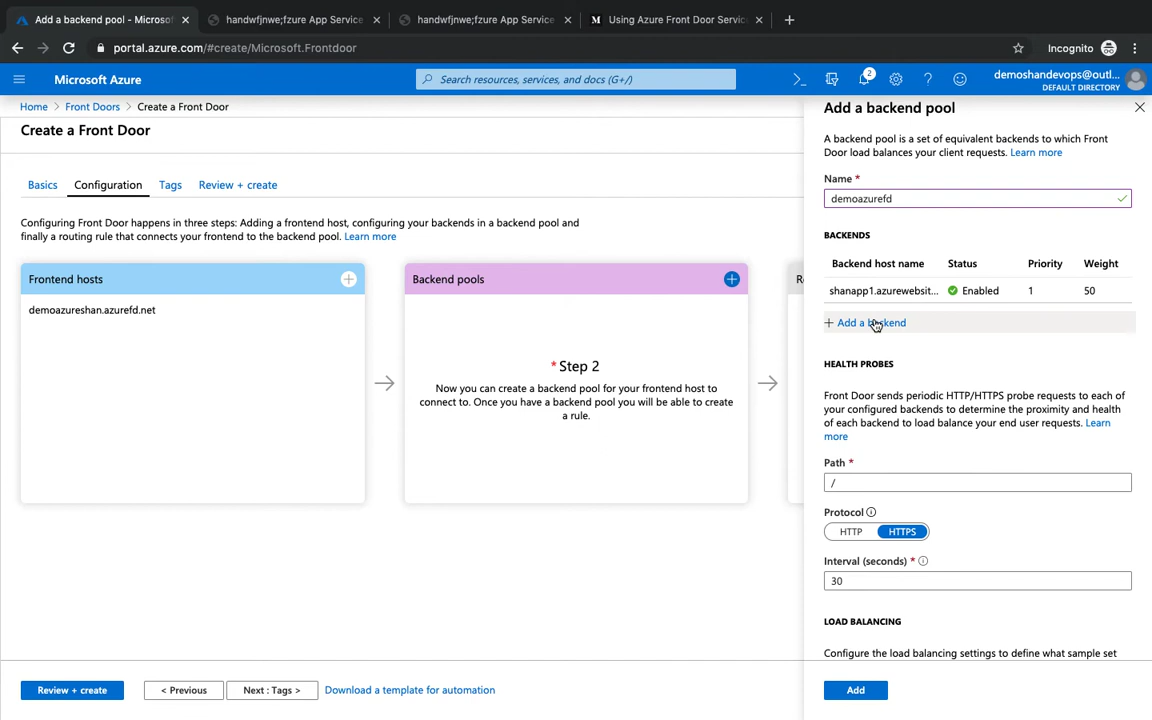 Add a backend pool - Microsof
handwfjnwe;fzure App Service
handwfjnwe;fzure App Service
Using Azure Front Door Servic
portal.azure.com/#create/Microsoft.Frontdoor
Incognito
Microsoft Azure
Search resources, services, and docs (G+/)
2
demoshandevops@outl...
DEFAULT DIRECTORY
Home > Front Doors > Create a Front Door
Create a Front Door
Basics
Configuration
Tags
Review + create
Configuring Front Door happens in three steps: Adding a frontend host, configuring your backends in a backend pool and
finally a routing rule that connects your frontend to the backend pool. Learn more
Frontend hosts
demoazureshan.azurefd.net
Backend pools
* Step 2
Now you can create a backend pool for your frontend host to
connect to. Once you have a backend pool you will be able to create
a rule.
Review + create
< Previous
Next : Tags >
Download a template for automation
Add a backend pool
A backend pool is a set of equivalent backends to which Front
Door load balances your client requests. Learn more
Name *
demoazurefd
BACKENDS
Backend host name Status Priority Weight
shanapp1.azurewebsit... Enabled 1 50
+ Add a backend
HEALTH PROBES
Front Door sends periodic HTTP/HTTPS probe requests to each of
your configured backends to determine the proximity and health
of each backend to load balance your end user requests. Learn
more
Path *
/
Protocol
HTTP HTTPS
Interval (seconds) *
30
LOAD BALANCING
Configure the load balancing settings to define what sample set
Add